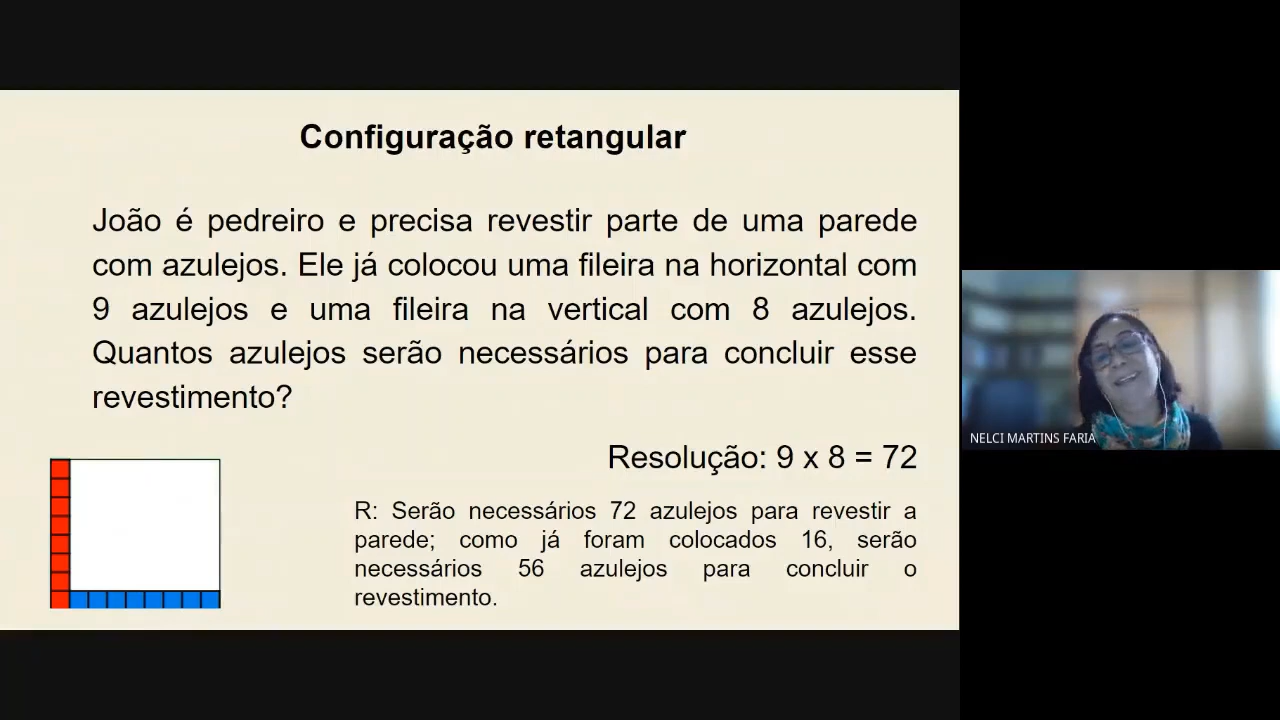 Configuração retangular
João é pedreiro e precisa revestir parte de uma parede
com azulejos. Ele já colocou uma fileira na horizontal com
9 azulejos e uma fileira na vertical com 8 azulejos.
Quantos azulejos serão necessários para concluir esse
revestimento?
Resolução: 9 x 8 = 72
R: Serão necessários 72 azulejos para revestir a
parede; como já foram colocados 16, serão
necessários 56 azulejos para concluir o
revestimento.
NELCI MARTINS FARIA